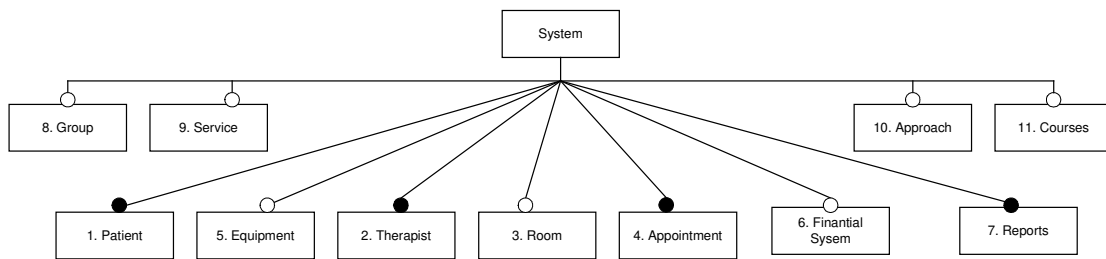 System
8. Group
9. Service
10. Approach
11. Courses
1. Patient
5. Equipment
2. Therapist
3. Room
4. Appointment
6. Finantial
Sysem
7. Reports